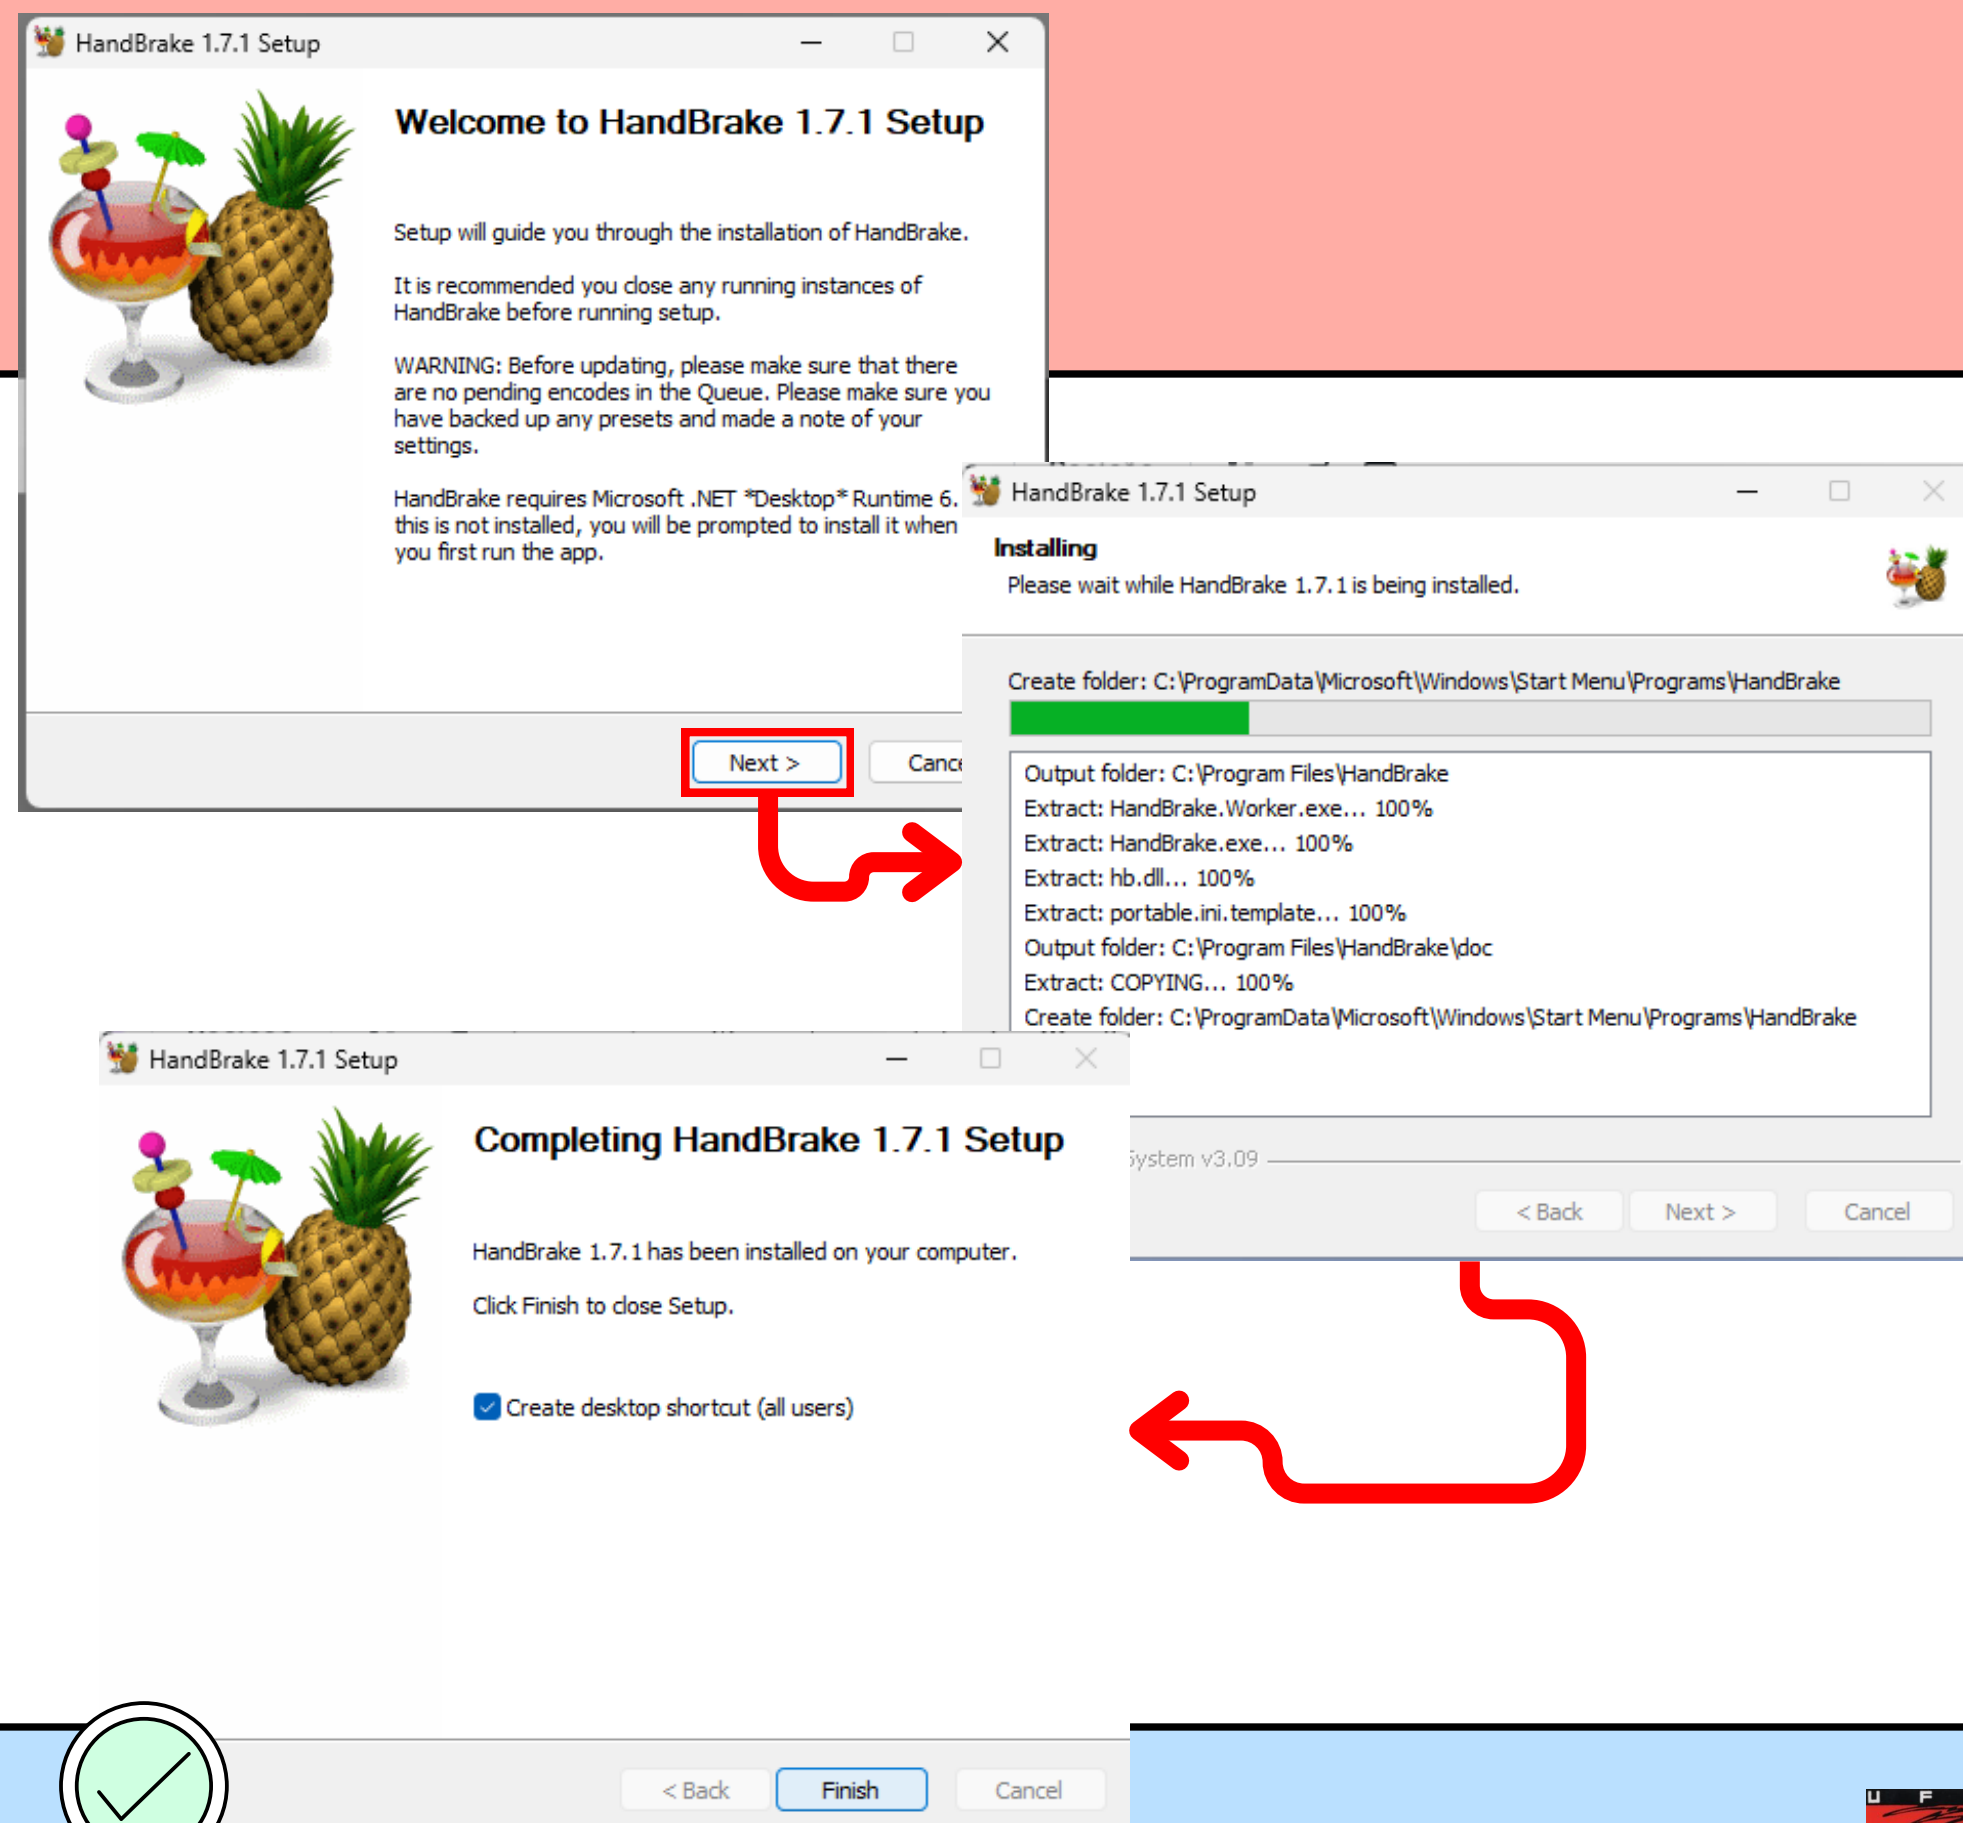 HandBrake 1.7.1 Setup
Welcome to HandBrake 1.7.1 Setup
Setup will guide you through the installation of HandBrake.
It is recommended you close any running instances of
HandBrake before running setup.
WARNING: Before updating, please make sure that there
are no pending encodes in the Queue. Please make sure you
have backed up any presets and made a note of your
settings.
HandBrake requires Microsoft .NET *Desktop* Runtime 6.
this is not installed, you will be prompted to install it when
you first run the app.
Next >
HandBrake 1.7.1 Setup
Installing
Please wait while HandBrake 1.7.1 is being installed.
Create folder: C:\ProgramData\Microsoft\Windows\Start Menu\Programs\HandBrake
Output folder: C:\Program Files\HandBrake
Extract: HandBrake.Worker.exe... 100%
Extract: HandBrake.exe... 100%
Extract: hb.dll... 100%
Extract: portable.ini.template... 100%
Output folder: C:\Program Files\HandBrake\doc
Extract: COPYING... 100%
Create folder: C:\ProgramData\Microsoft\Windows\Start Menu\Programs\HandBrake
System v3.09
< Back Next > Cancel
HandBrake 1.7.1 Setup
Completing HandBrake 1.7.1 Setup
HandBrake 1.7.1 has been installed on your computer.
Click Finish to close Setup.
Create desktop shortcut (all users)
< Back Finish Cancel
U F